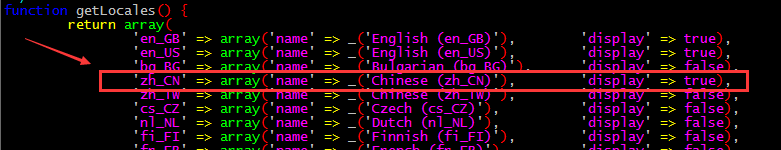 function getLocales() {
return array(
'en_GB' => array('name' => _('English (en_GB)'), 'display' => true),
'en_US' => array('name' => _('English (en_US)'), 'display' => true),
'bg_BG' => array('name' => _('Bulgarian (bg_BG)'), 'display' => false),
'zh_CN' => array('name' => _('Chinese (zh_CN)'), 'display' => true),
'zh_TW' => array('name' => _('Chinese (zh_TW)'), 'display' => false),
'cs_CZ' => array('name' => _('Czech (cs_CZ)'), 'display' => false),
'nl_NL' => array('name' => _('Dutch (nl_NL)'), 'display' => false),
'fi_FI' => array('name' => _('Finnish (fi_FI)'), 'display' => false),
'fr_FR' => array('name' => _('French (fr_FR)'), 'display' => false),